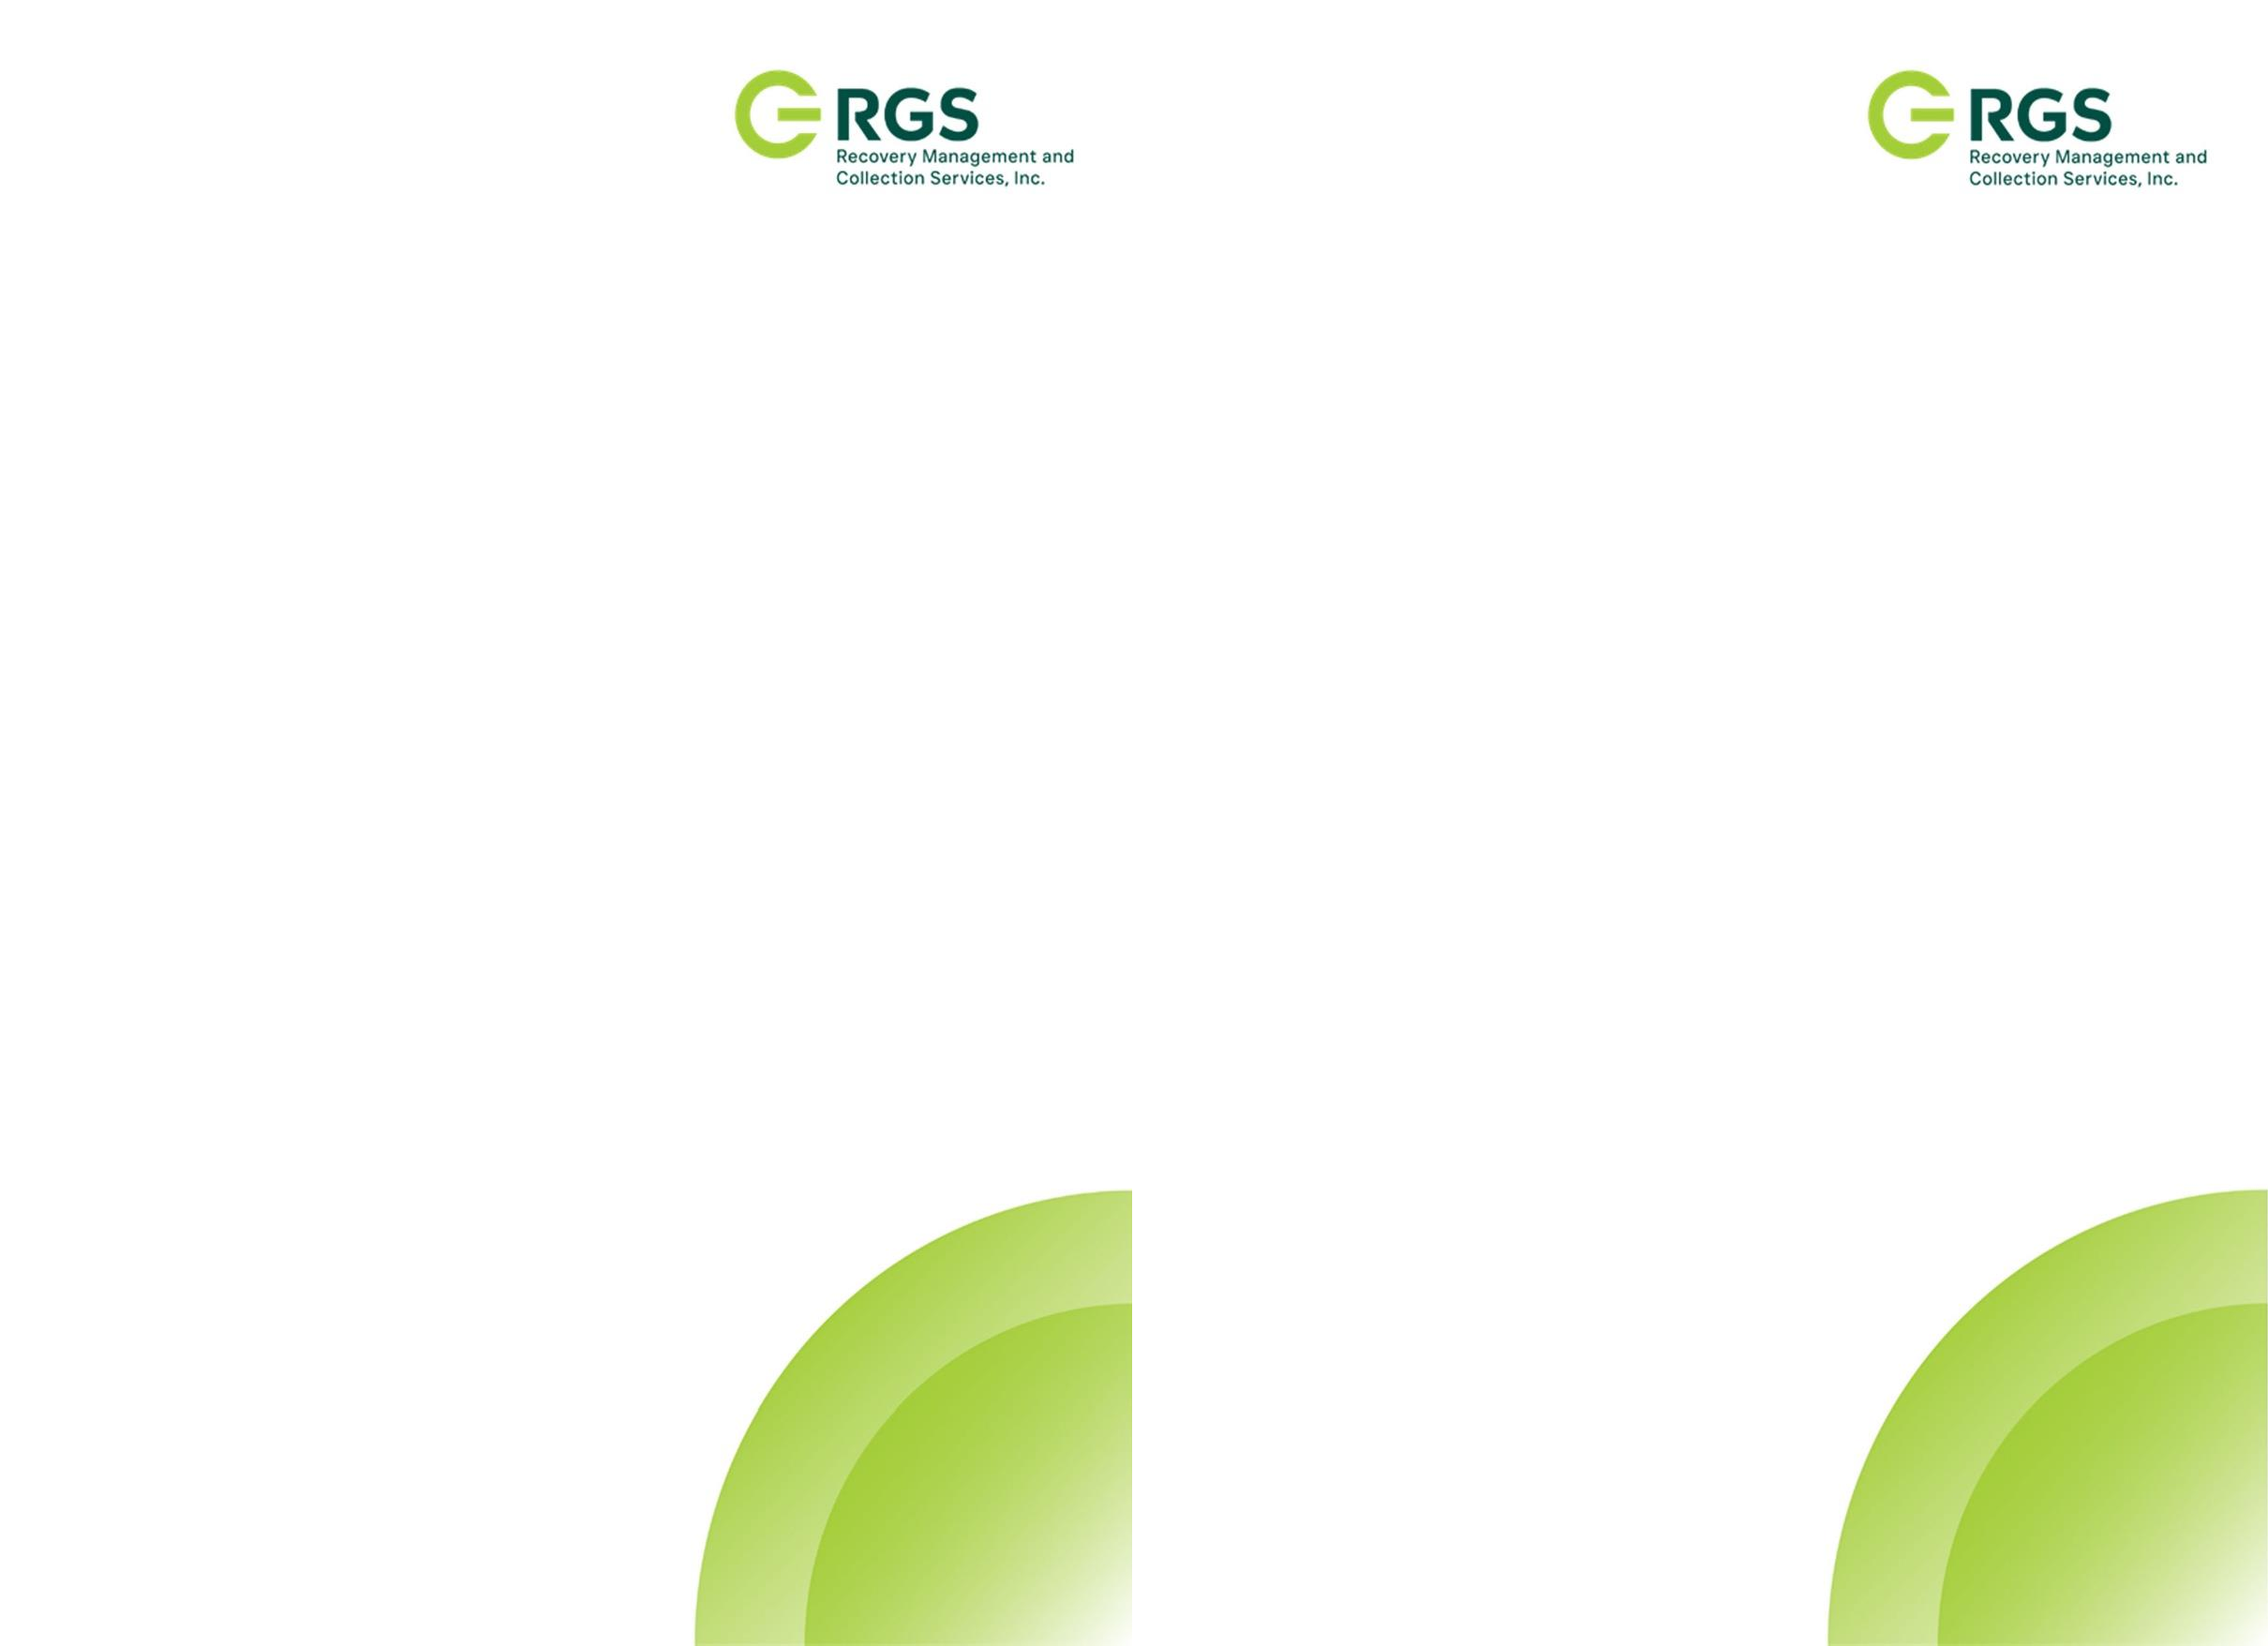 RGS
Recovery Management and
Collection Services, Inc.
RGS
Recovery Management and
Collection Services, Inc.